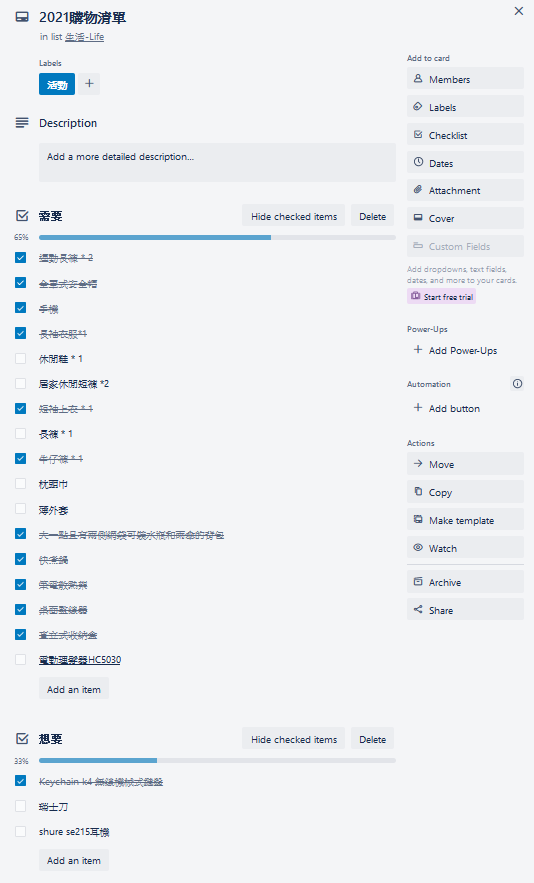 2021購物清單
in list 生活-Life
Labels
活動
Description
Add a more detailed description...
需要
Hide checked items
Delete
65%
運動長褲 * 2
全罩式安全帽
手機
長袖衣服*1
休閒鞋 * 1
居家休閒短褲 *2
短袖上衣 * 1
長褲 * 1
牛仔褲 * 1
枕頭巾
薄外套
大一點且有兩側網袋可裝水瓶和雨傘的背包
快煮鍋
筆電散熱架
桌面整線器
直立式收納盒
電動理髮器HC5030
Add an item
想要
Hide checked items
Delete
33%
Keychain k4 無線機械式鍵盤
瑞士刀
shure se215耳機
Add an item
Add to card
Members
Labels
Checklist
Dates
Attachment
Cover
Custom Fields
Add dropdowns, text fields,
dates, and more to your cards.
Start free trial
Power-Ups
Add Power-Ups
Automation
Add button
Actions
Move
Copy
Make template
Watch
Archive
Share